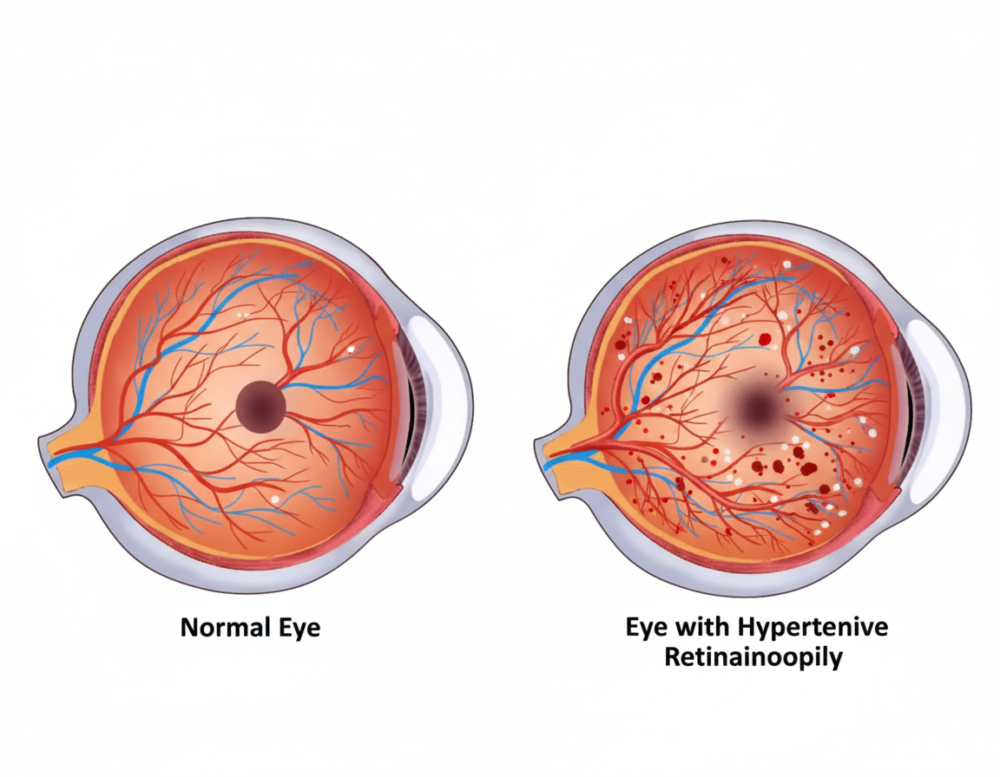 Normal Eye
Eye with Hypertenive
Retinainoopily